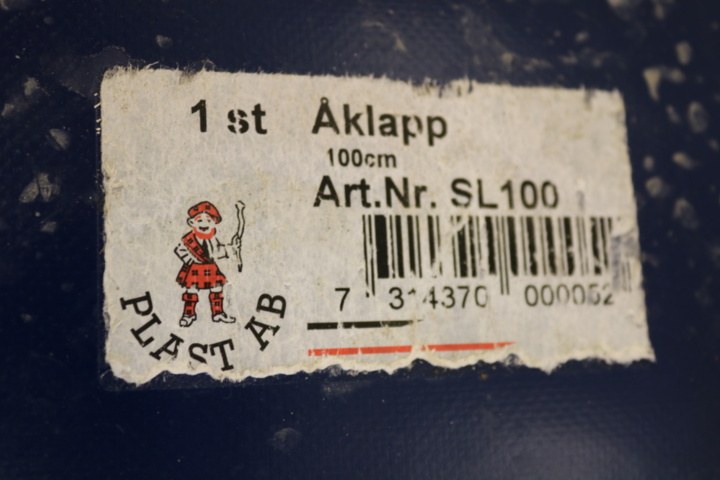 1 st Åklapp
100cm
Art.Nr. SL100
7 314370 000052
PLAST AB